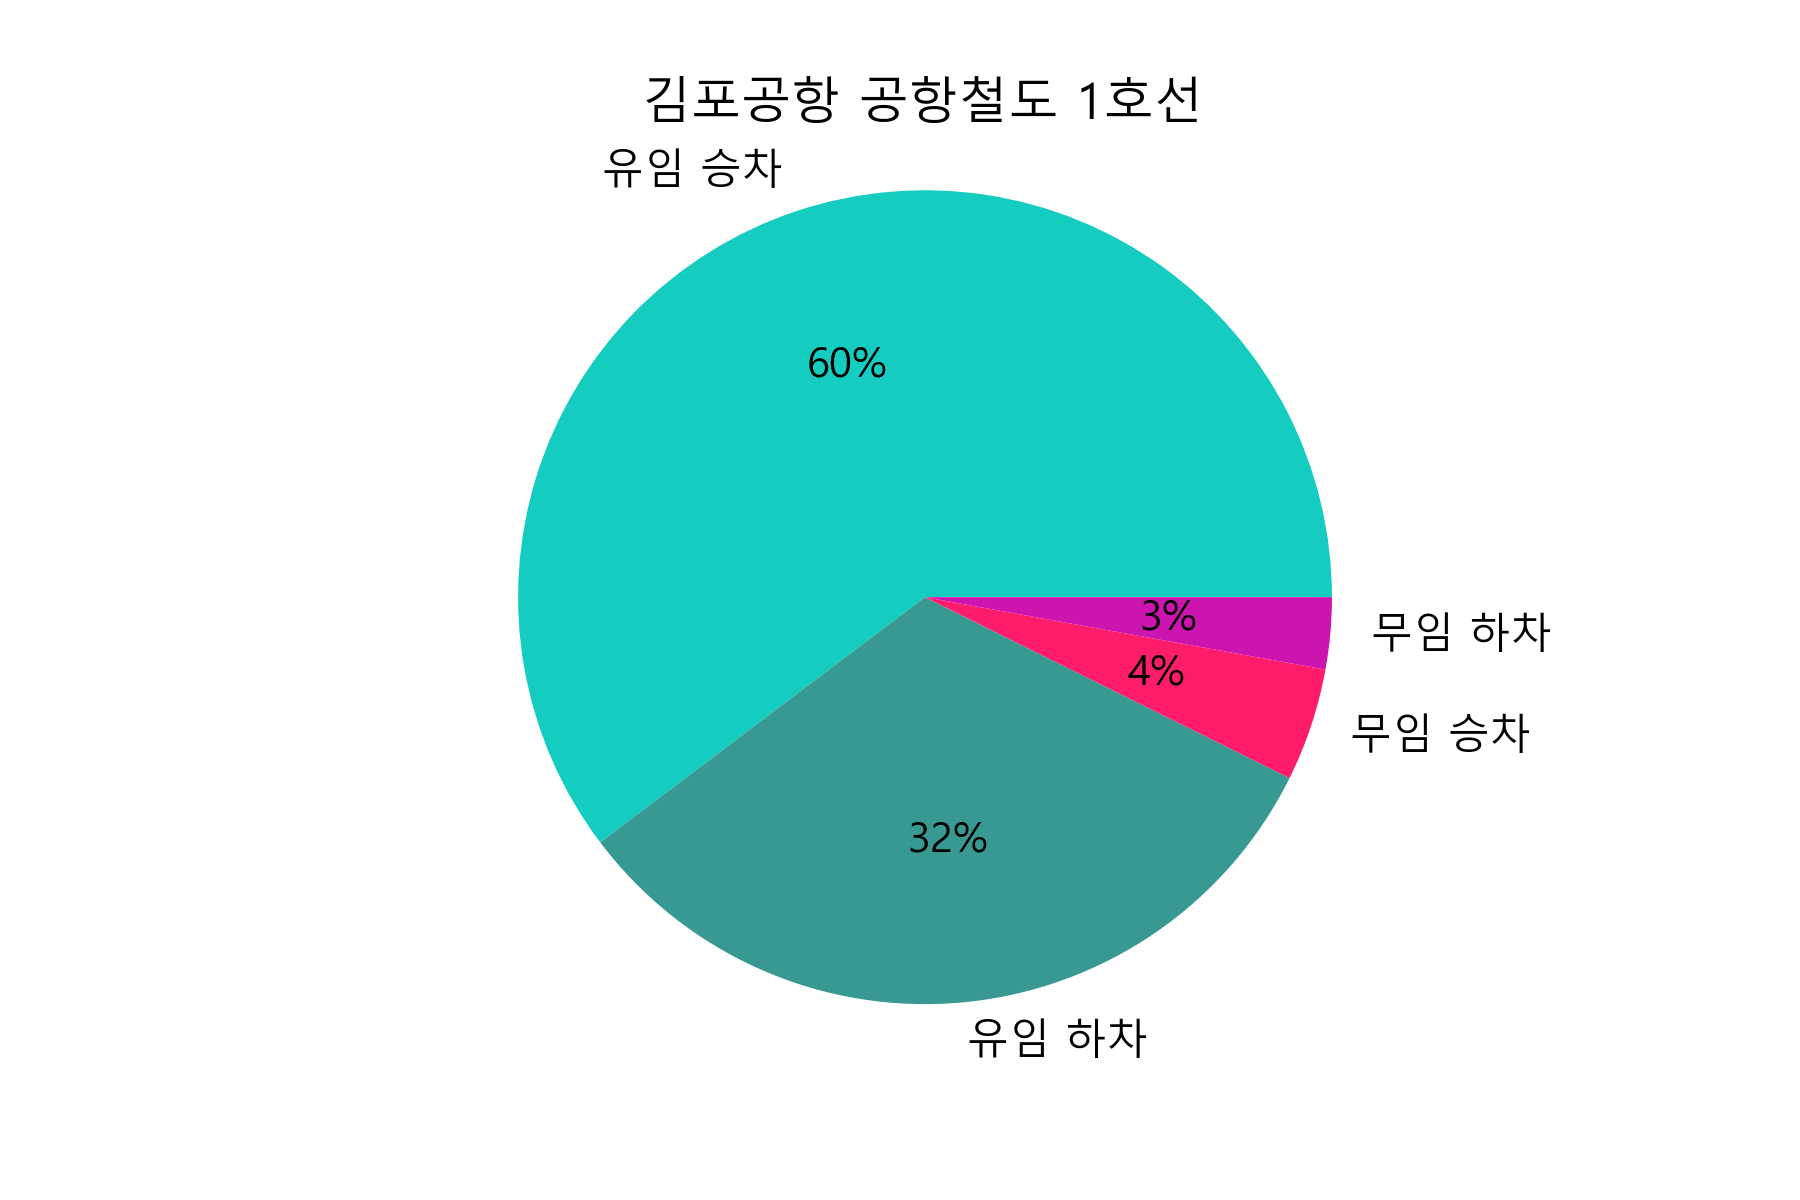 김포공항 공항철도 1호선
유임 승차
60%
3%
무임 하차
4%
무임 승차
32%
유임 하차